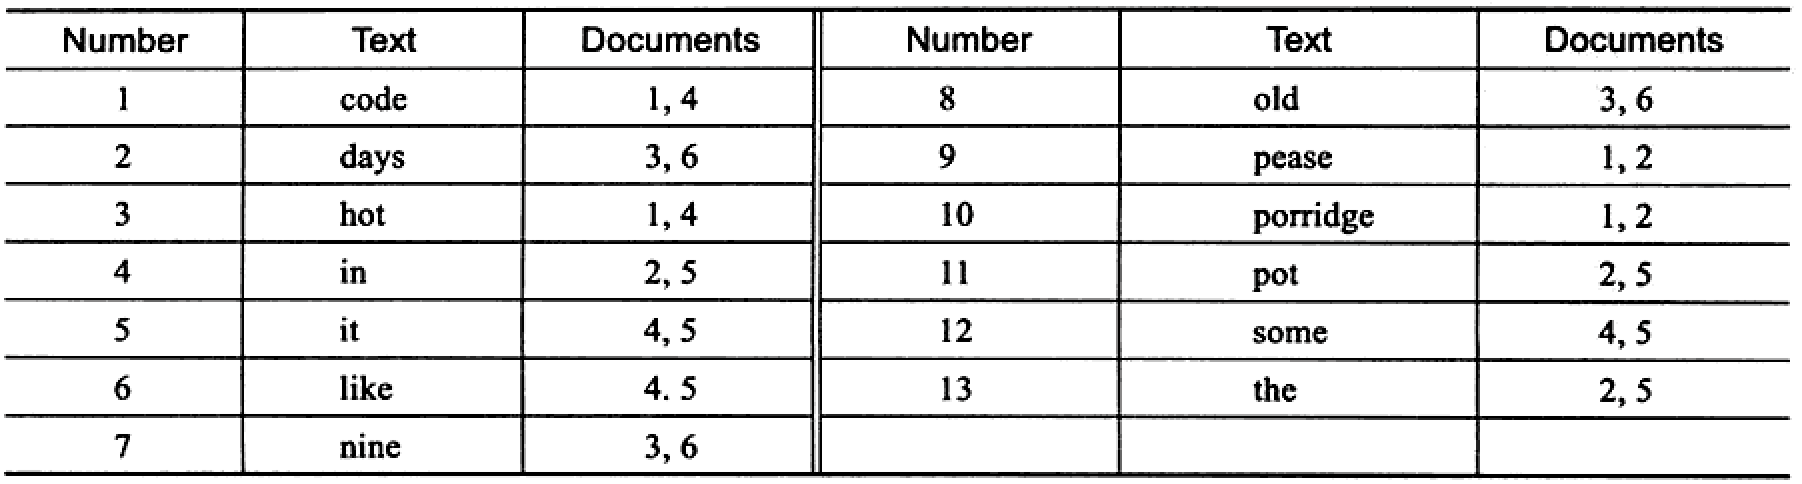 Number Text Documents Number Text Documents
1 code 1, 4 8 old 3, 6
2 days 3, 6 9 pease 1, 2
3 hot 1, 4 10 porridge 1, 2
4 in 2, 5 11 pot 2, 5
5 it 4, 5 12 some 4, 5
6 like 4. 5 13 the 2, 5
7 nine 3, 6